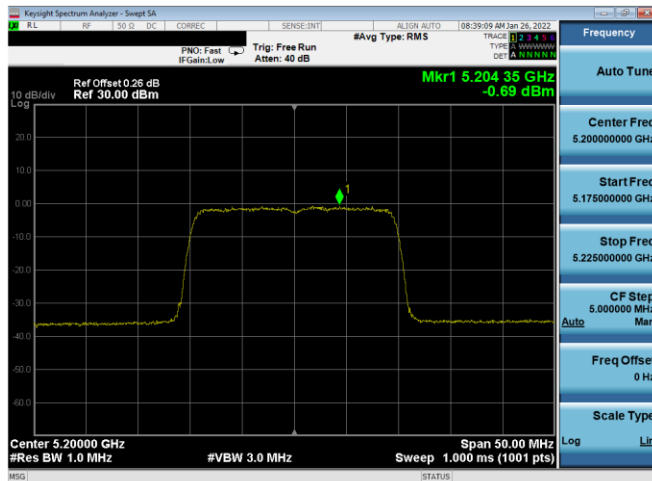 Keysight Spectrum Analyzer - Swept SA
RL RF 50 Ω DC CORREC SENSE:INT ALIGN AUTO 08:39:09 AM Jan 26, 2022
#Avg Type: RMS
TRACE 1 2 3 4 5 6
TYPE A WWWWW
DET A NNNNN
PNO: Fast
IFGain:Low
Trig: Free Run
Atten: 40 dB
Mkr1 5.204 35 GHz
-0.69 dBm
Ref Offset 0.26 dB
Ref 30.00 dBm
10 dB/div
Log
20.0
10.0
0.00
-10.0
-20.0
-30.0
-40.0
-50.0
-60.0
1
Center 5.20000 GHz
Span 50.00 MHz
#Res BW 1.0 MHz
#VBW 3.0 MHz
Sweep 1.000 ms (1001 pts)
MSG
STATUS
Frequency
Auto Tune
Center Freq
5.200000000 GHz
Start Freq
5.175000000 GHz
Stop Freq
5.225000000 GHz
CF Step
5.000000 MHz
Auto Man
Freq Offset
0 Hz
Scale Type
Log Lin